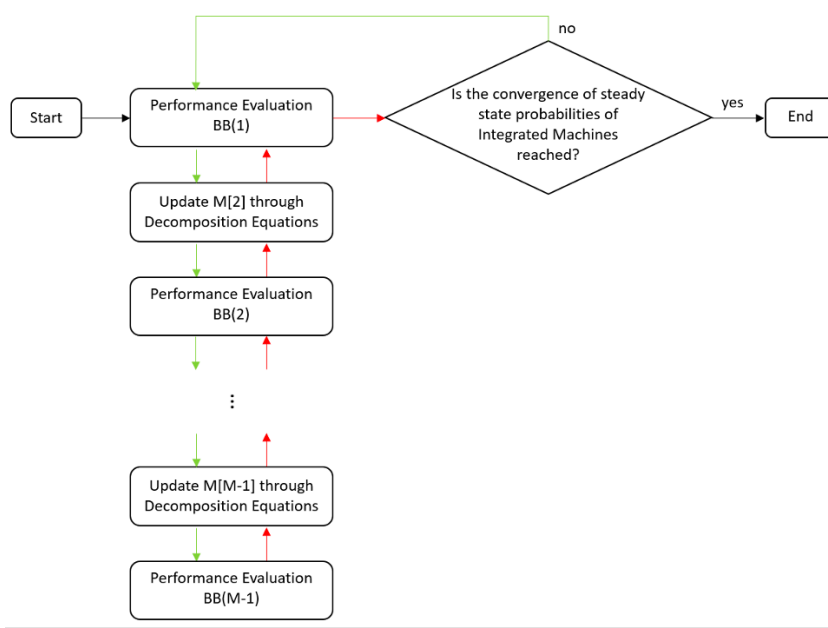 no
Is the convergence of steady
state probabilities of
Integrated Machines
reached?
yes
Start
Performance Evaluation
BB(1)
End
Update M[2] through
Decomposition Equations
Performance Evaluation
BB(2)
...
Update M[M-1] through
Decomposition Equations
Performance Evaluation
BB(M-1)